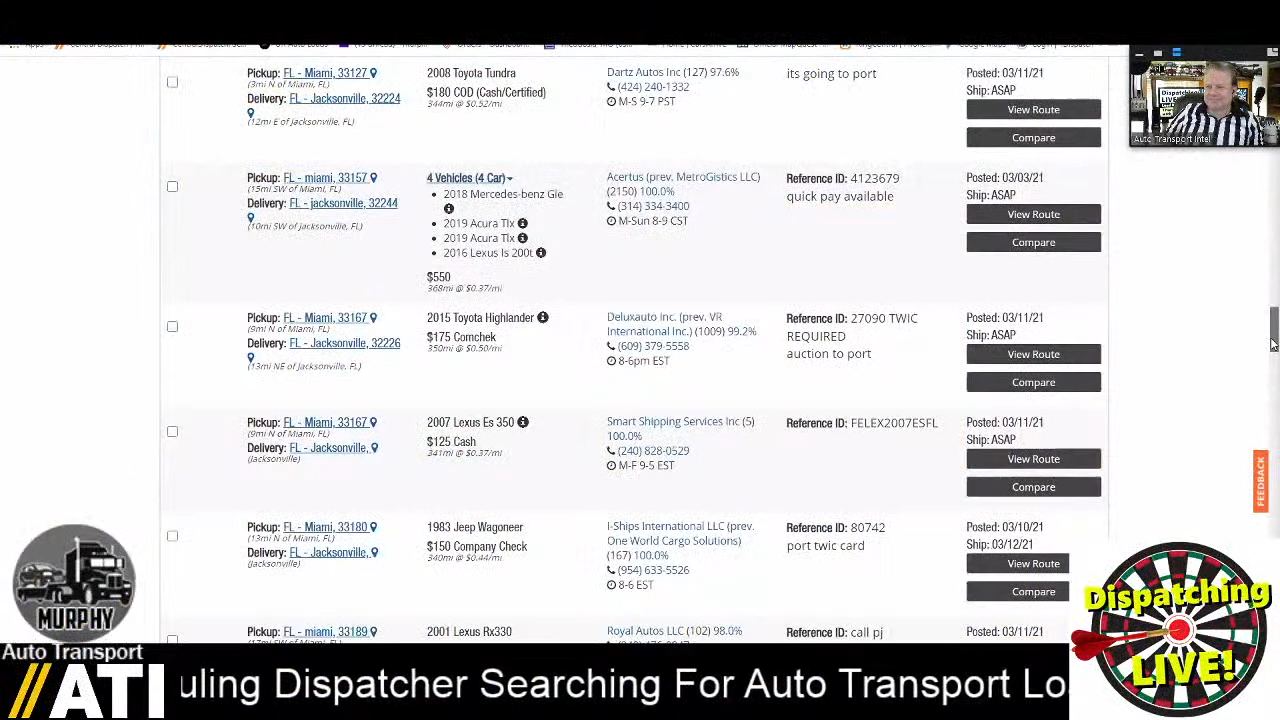 Pickup: FL - Miami, 33127
(3mi N of Miami, FL)
Delivery: FL - Jacksonville, 32224
(12mi E of Jacksonville, FL)
2008 Toyota Tundra
$180 COD (Cash/Certified)
344mi @ $0.52/mi
Dartz Autos Inc (127) 97.6%
(424) 240-1332
M-S 9-7 PST
its going to port
Posted: 03/11/21
Ship: ASAP
View Route
Compare
Auto Transport Intel
Pickup: FL - miami, 33157
(15mi SW of Miami, FL)
Delivery: FL - jacksonville, 32244
(10mi SW of Jacksonville, FL)
4 Vehicles (4 Car)
2018 Mercedes-benz Gle
2019 Acura Tlx
2019 Acura Tlx
2016 Lexus Is 200t
$550
368mi @ $0.37/mi
Acertus (prev. MetroGistics LLC)
(2150) 100.0%
(314) 334-3400
M-Sun 8-9 CST
Reference ID: 4123679
quick pay available
Posted: 03/03/21
Ship: ASAP
View Route
Compare
Pickup: FL - Miami, 33167
(9mi N of Miami, FL)
Delivery: FL - Jacksonville, 32226
(13mi NE of Jacksonville, FL)
2015 Toyota Highlander
$175 Comchek
350mi @ $0.50/mi
Deluxauto Inc. (prev. VR
International Inc.) (1009) 99.2%
(609) 379-5558
8-6pm EST
Reference ID: 27090 TWIC
REQUIRED
auction to port
Posted: 03/11/21
Ship: ASAP
View Route
Compare
Pickup: FL - Miami, 33167
(9mi N of Miami, FL)
Delivery: FL - Jacksonville,
(Jacksonville)
2007 Lexus Es 350
$125 Cash
341mi @ $0.37/mi
Smart Shipping Services Inc (5)
100.0%
(240) 828-0529
M-F 9-5 EST
Reference ID: FELEX2007ESFL
Posted: 03/11/21
Ship: ASAP
View Route
Compare
FEEDBACK
Pickup: FL - Miami, 33180
(13mi N of Miami, FL)
Delivery: FL - Jacksonville,
(Jacksonville)
1983 Jeep Wagoneer
$150 Company Check
340mi @ $0.44/mi
I-Ships International LLC (prev.
One World Cargo Solutions)
(167) 100.0%
(954) 633-5526
8-6 EST
Reference ID: 80742
port twic card
Posted: 03/10/21
Ship: 03/12/21
View Route
Compare
Pickup: FL - miami, 33189
2001 Lexus Rx330
Royal Autos LLC (102) 98.0%
call pj
Posted: 03/11/21
MURPHY
Auto Transport
ATI
uling Dispatcher Searching For Auto Transport Lo
Dispatching
LIVE!